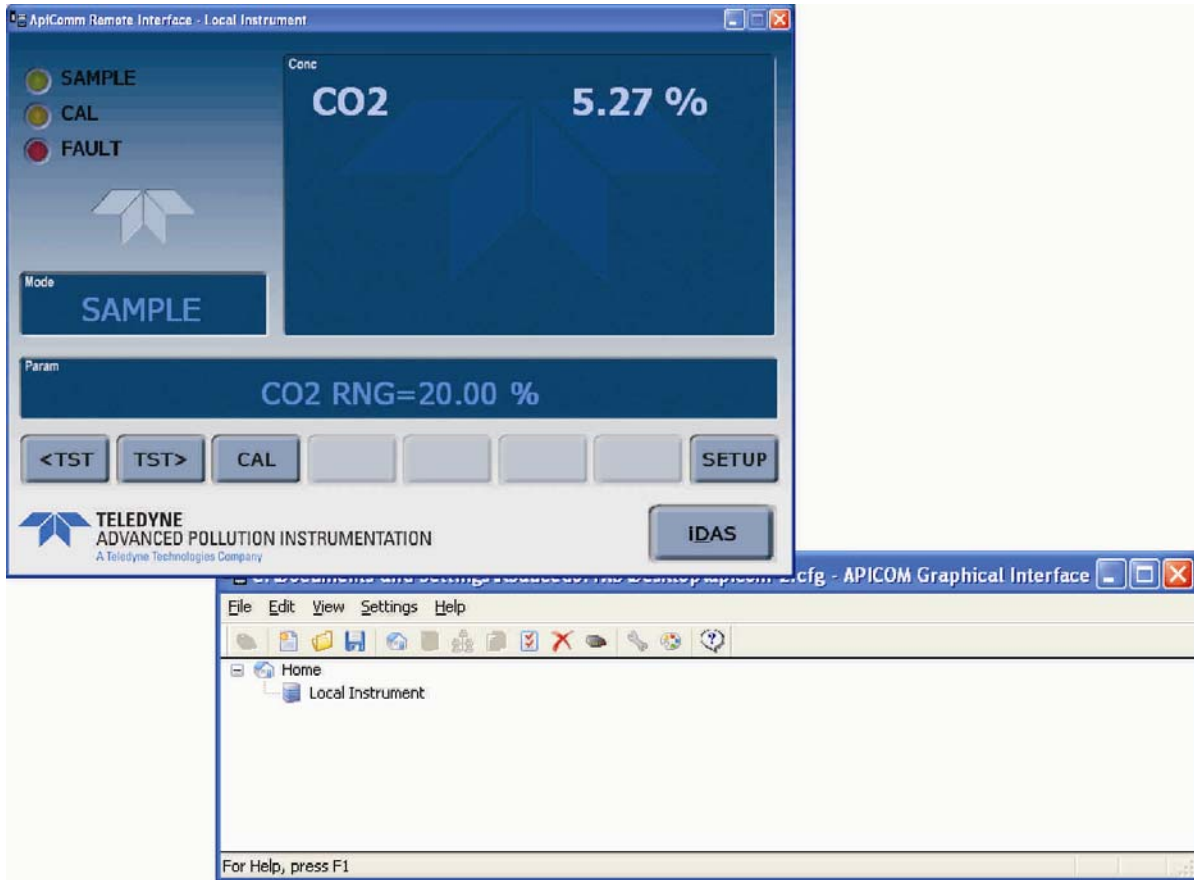 ApiComm Remote Interface - Local Instrument
SAMPLE
CAL
FAULT
Conc
CO2 5.27 %
Mode
SAMPLE
Param
CO2 RNG=20.00 %
<TST TST> CAL SETUP
TELEDYNE
ADVANCED POLLUTION INSTRUMENTATION
A Teledyne Technologies Company
iDAS
.cfg - APICOM Graphical Interface
File Edit View Settings Help
Home
Local Instrument
For Help, press F1